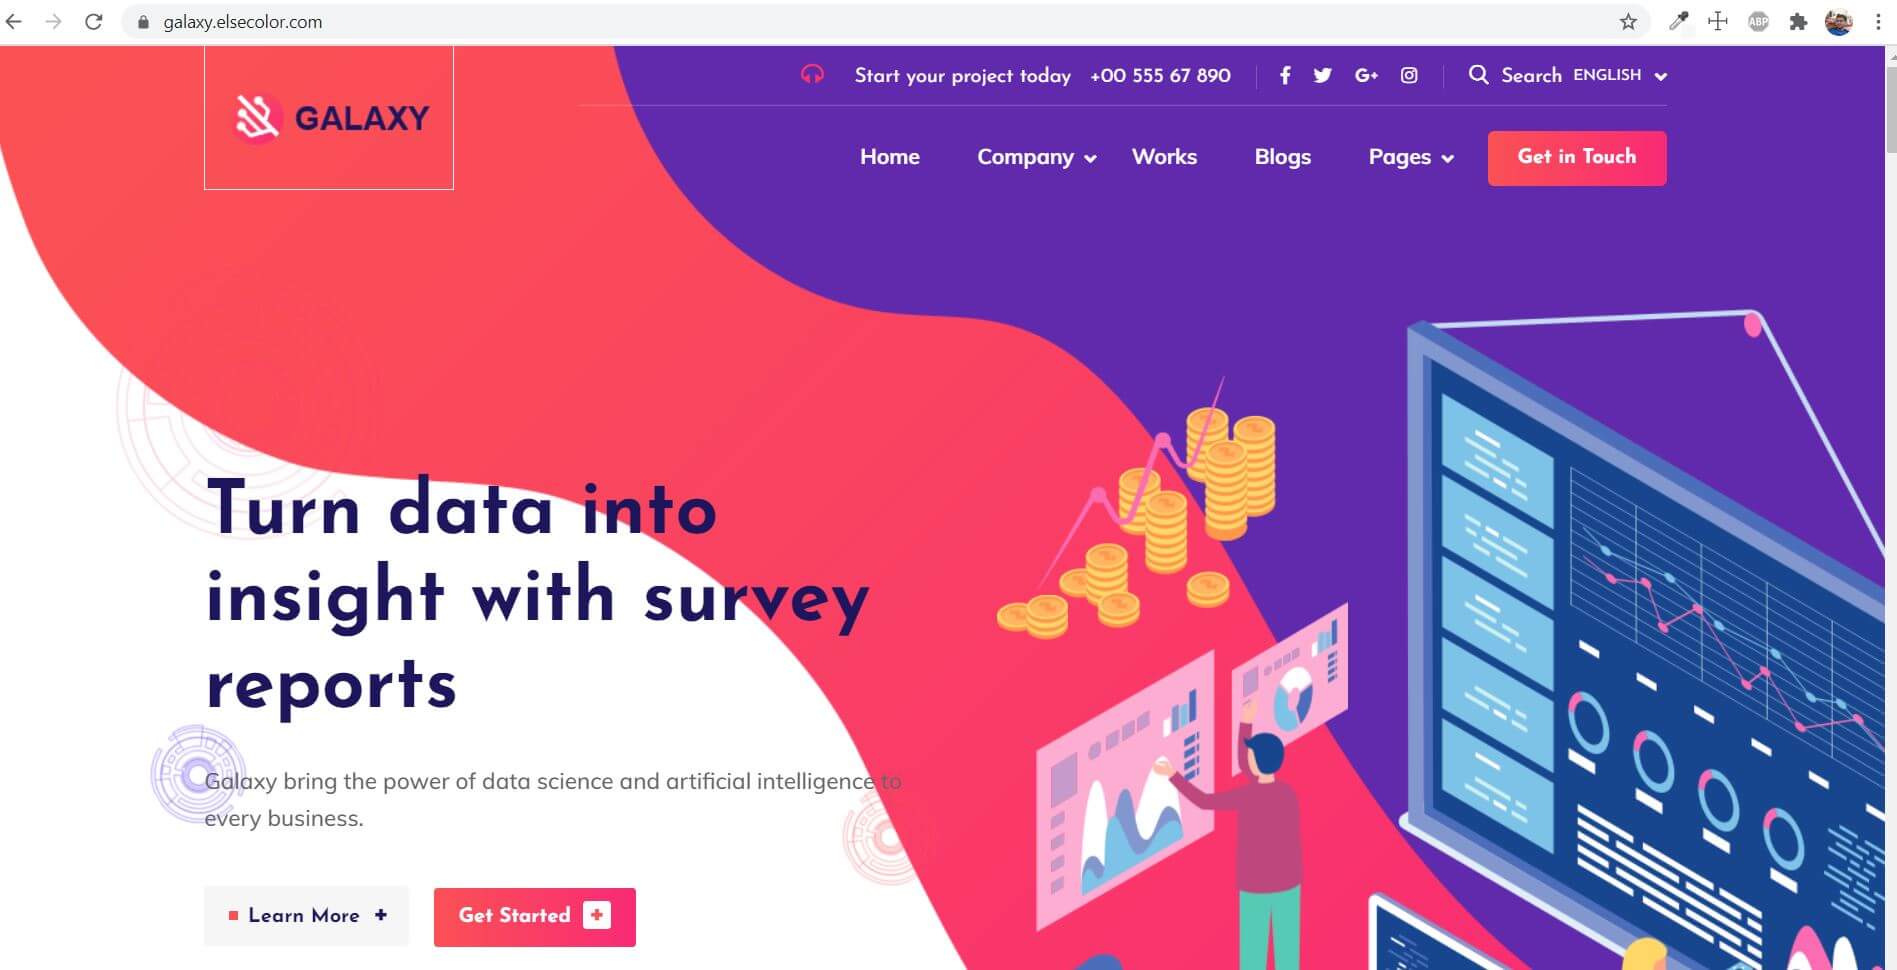 galaxy.elsecolor.com
ABP
Start your project today +00 555 67 890
Search ENGLISH
GALAXY
Home Company Works Blogs Pages Get in Touch
Turn data into
insight with survey
reports
Galaxy bring the power of data science and artificial intelligence to
every business.
Learn More + Get Started +